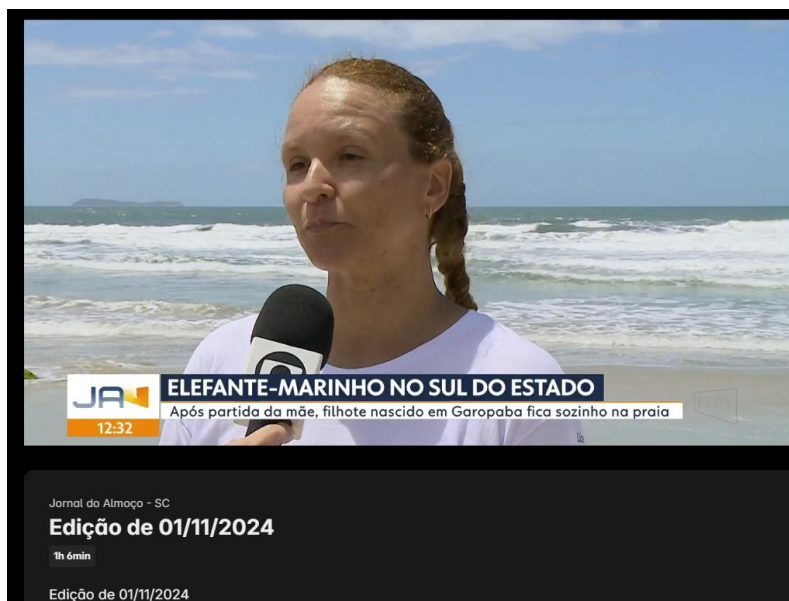 ELEFANTE-MARINHO NO SUL DO ESTADO
JA
Após partida da mãe, filhote nascido em Garopaba fica sozinho na praia
12:32
Jornal do Almoço - SC
Edição de 01/11/2024
1h 6min
Edição de 01/11/2024